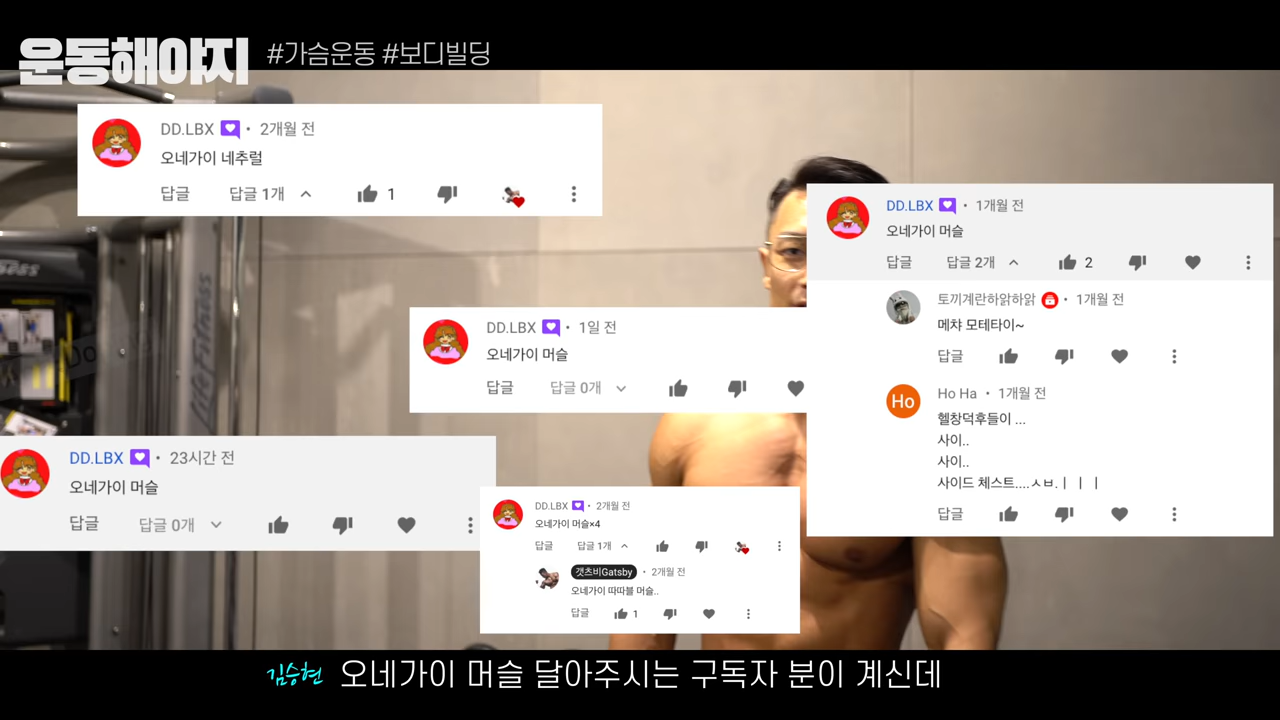 운동해야지 #가슴운동 #보디빌딩
DD.LBX • 2개월 전
오네가이 네추럴
답글 답글 1개 1
DD.LBX • 1개월 전
오네가이 머슬
답글 답글 2개 2
토끼계란하앍하앍 • 1개월 전
메챠 모테타이~
답글
Ho
Ho Ha • 1개월 전
헬창덕후들이 ...
사이..
사이..
사이드 체스트....ㅅㅂ.ㅣ ㅣ ㅣ
답글
DD.LBX • 1일 전
오네가이 머슬
답글 답글 0개
DD.LBX • 23시간 전
오네가이 머슬
답글 답글 0개
DD.LBX • 2개월 전
오네가이 머슬×4
답글 답글 1개
갯츠비Gatsby • 2개월 전
오네가이 따따블 머슬..
답글 1
LifeFitness
김승현 오네가이 머슬 달아주시는 구독자 분이 계신데